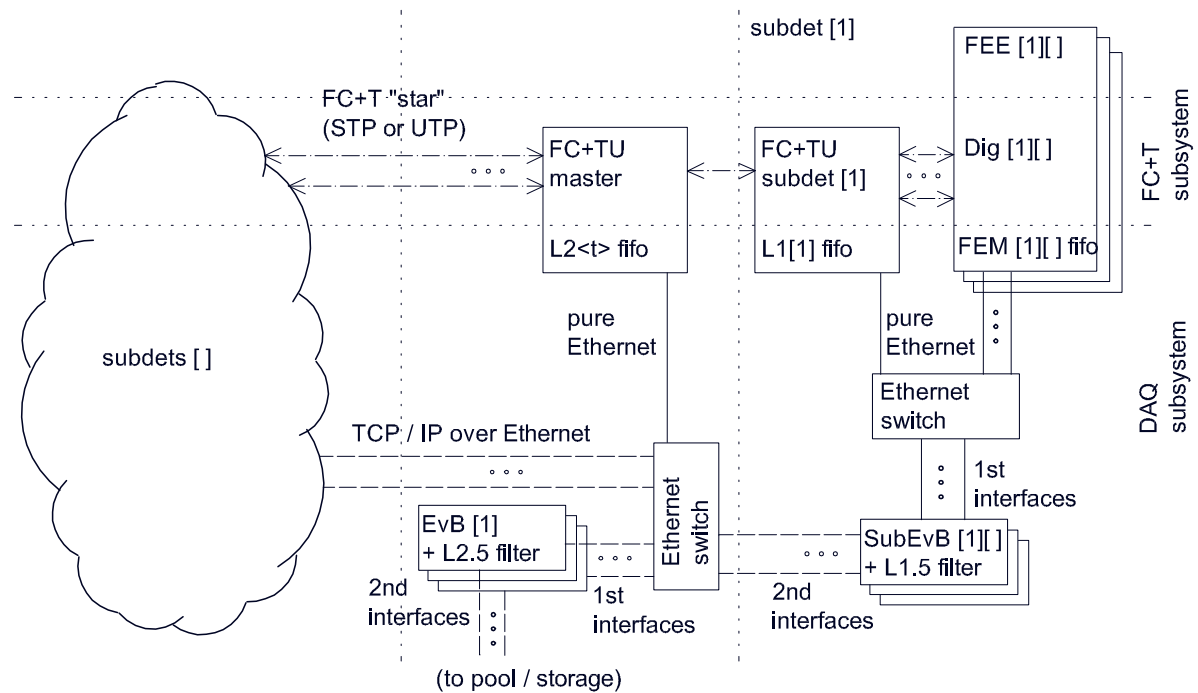 subdet [1]
FEE [1][ ]
FC+T "star"
(STP or UTP)
FC+TU
master
L2<t> fifo
FC+TU
subdet [1]
L1[1] fifo
Dig [1][ ]
FEM [1][ ] fifo
FC+T
subsystem
pure
Ethernet
pure
Ethernet
subdets [ ]
Ethernet
switch
DAQ
subsystem
TCP / IP over Ethernet
1st
interfaces
EvB [1]
+ L2.5 filter
Ethernet
switch
SubEvB [1][ ]
+ L1.5 filter
2nd
interfaces
1st
interfaces
2nd
interfaces
(to pool / storage)